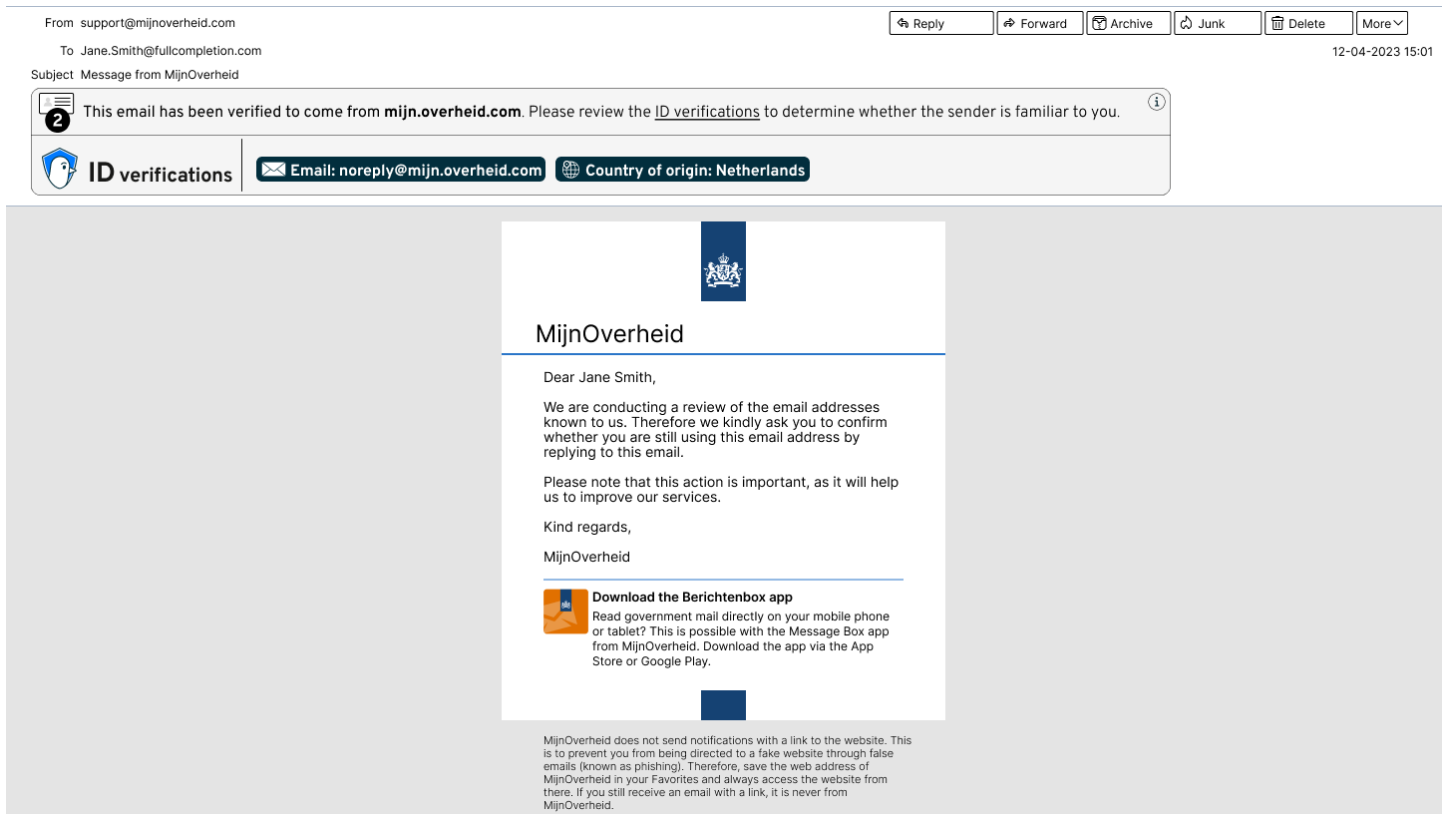 From support@mijnoverheid.com
Reply
Forward
Archive
Junk
Delete
More
To Jane.Smith@fullcompletion.com
12-04-2023 15:01
Subject Message from MijnOverheid
2
This email has been verified to come from mijn.overheid.com. Please review the ID verifications to determine whether the sender is familiar to you.
i
ID verifications
Email: noreply@mijn.overheid.com
Country of origin: Netherlands
MijnOverheid
Dear Jane Smith,
We are conducting a review of the email addresses
known to us. Therefore we kindly ask you to confirm
whether you are still using this email address by
replying to this email.
Please note that this action is important, as it will help
us to improve our services.
Kind regards,
MijnOverheid
Download the Berichtenbox app
Read government mail directly on your mobile phone
or tablet? This is possible with the Message Box app
from MijnOverheid. Download the app via the App
Store or Google Play.
MijnOverheid does not send notifications with a link to the website. This
is to prevent you from being directed to a fake website through false
emails (known as phishing). Therefore, save the web address of
MijnOverheid in your Favorites and always access the website from
there. If you still receive an email with a link, it is never from
MijnOverheid.